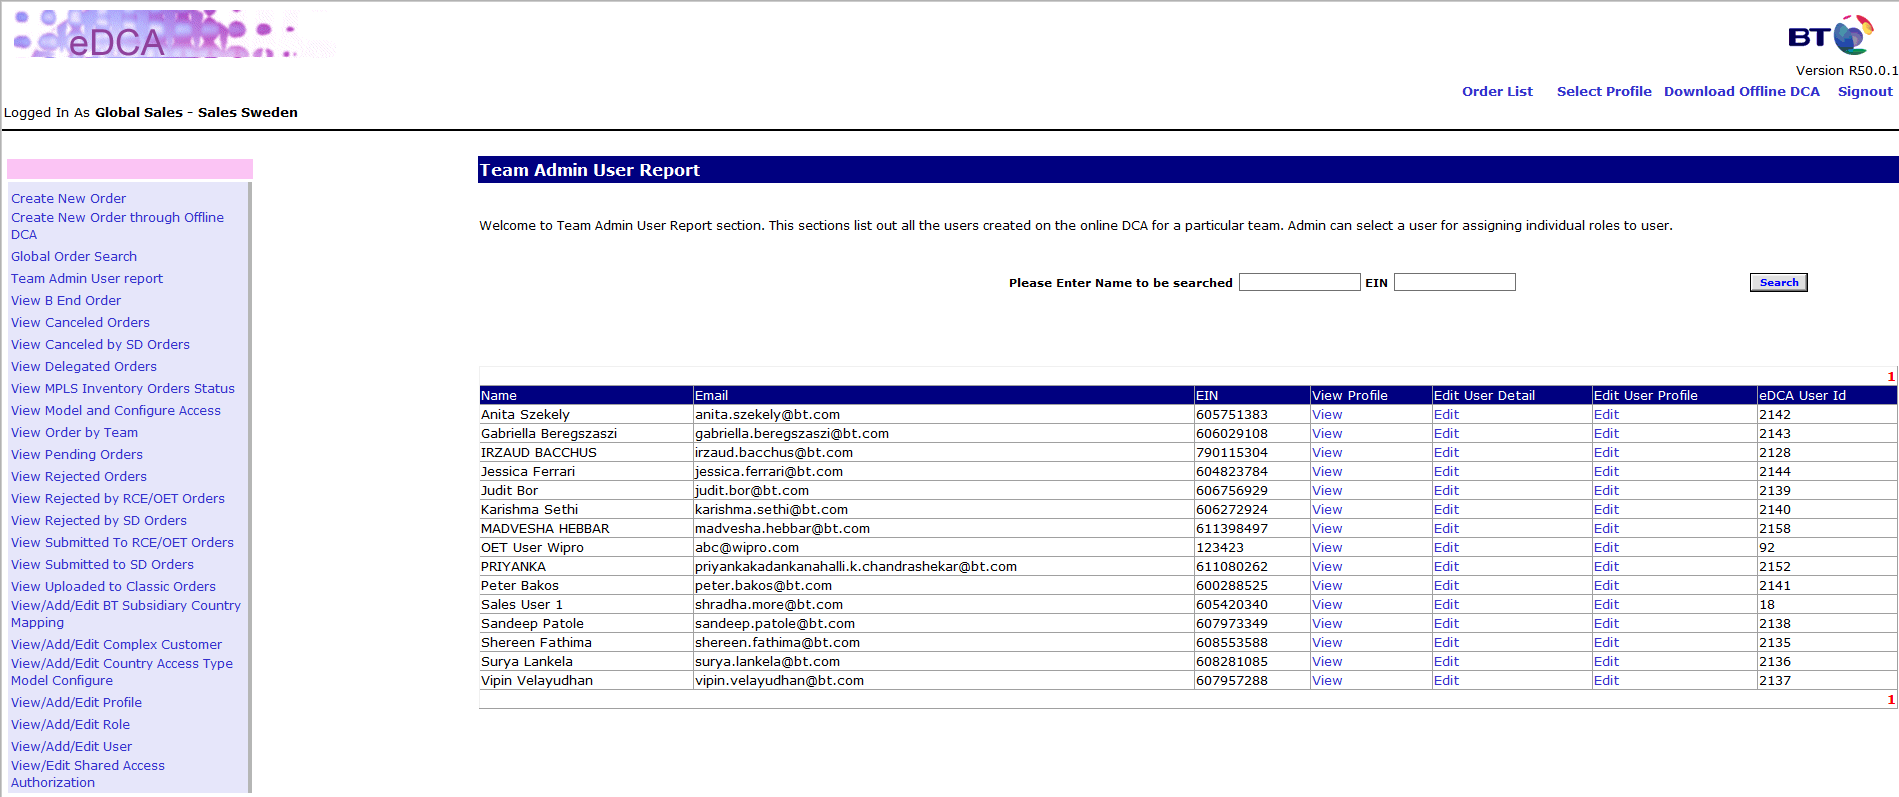 eDCA
BT
Version R50.0.1
Order List Select Profile Download Offline DCA Signout
Logged In As Global Sales - Sales Sweden
Create New Order
Create New Order through Offline
DCA
Global Order Search
Team Admin User report
View B End Order
View Canceled Orders
View Canceled by SD Orders
View Delegated Orders
View MPLS Inventory Orders Status
View Model and Configure Access
View Order by Team
View Pending Orders
View Rejected Orders
View Rejected by RCE/OET Orders
View Rejected by SD Orders
View Submitted To RCE/OET Orders
View Submitted to SD Orders
View Uploaded to Classic Orders
View/Add/Edit BT Subsidiary Country
Mapping
View/Add/Edit Complex Customer
View/Add/Edit Country Access Type
Model Configure
View/Add/Edit Profile
View/Add/Edit Role
View/Add/Edit User
View/Edit Shared Access
Authorization
Team Admin User Report
Welcome to Team Admin User Report section. This sections list out all the users created on the online DCA for a particular team. Admin can select a user for assigning individual roles to user.
Please Enter Name to be searched EIN Search
1
Name Email EIN View Profile Edit User Detail Edit User Profile eDCA User Id
Anita Szekely anita.szekely@bt.com 605751383 View Edit Edit 2142
Gabriella Beregszaszi gabriella.beregszaszi@bt.com 606029108 View Edit Edit 2143
IRZAUD BACCHUS irzaud.bacchus@bt.com 790115304 View Edit Edit 2128
Jessica Ferrari jessica.ferrari@bt.com 604823784 View Edit Edit 2144
Judit Bor judit.bor@bt.com 606756929 View Edit Edit 2139
Karishma Sethi karishma.sethi@bt.com 606272924 View Edit Edit 2140
MADVESHA HEBBAR madvesha.hebbar@bt.com 611398497 View Edit Edit 2158
OET User Wipro abc@wipro.com 123423 View Edit Edit 92
PRIYANKA priyankakadankanahalli.k.chandrashekar@bt.com 611080262 View Edit Edit 2152
Peter Bakos peter.bakos@bt.com 600288525 View Edit Edit 2141
Sales User 1 shradha.more@bt.com 605420340 View Edit Edit 18
Sandeep Patole sandeep.patole@bt.com 607973349 View Edit Edit 2138
Shereen Fathima shereen.fathima@bt.com 608553588 View Edit Edit 2135
Surya Lankela surya.lankela@bt.com 608281085 View Edit Edit 2136
Vipin Velayudhan vipin.velayudhan@bt.com 607957288 View Edit Edit 2137
1